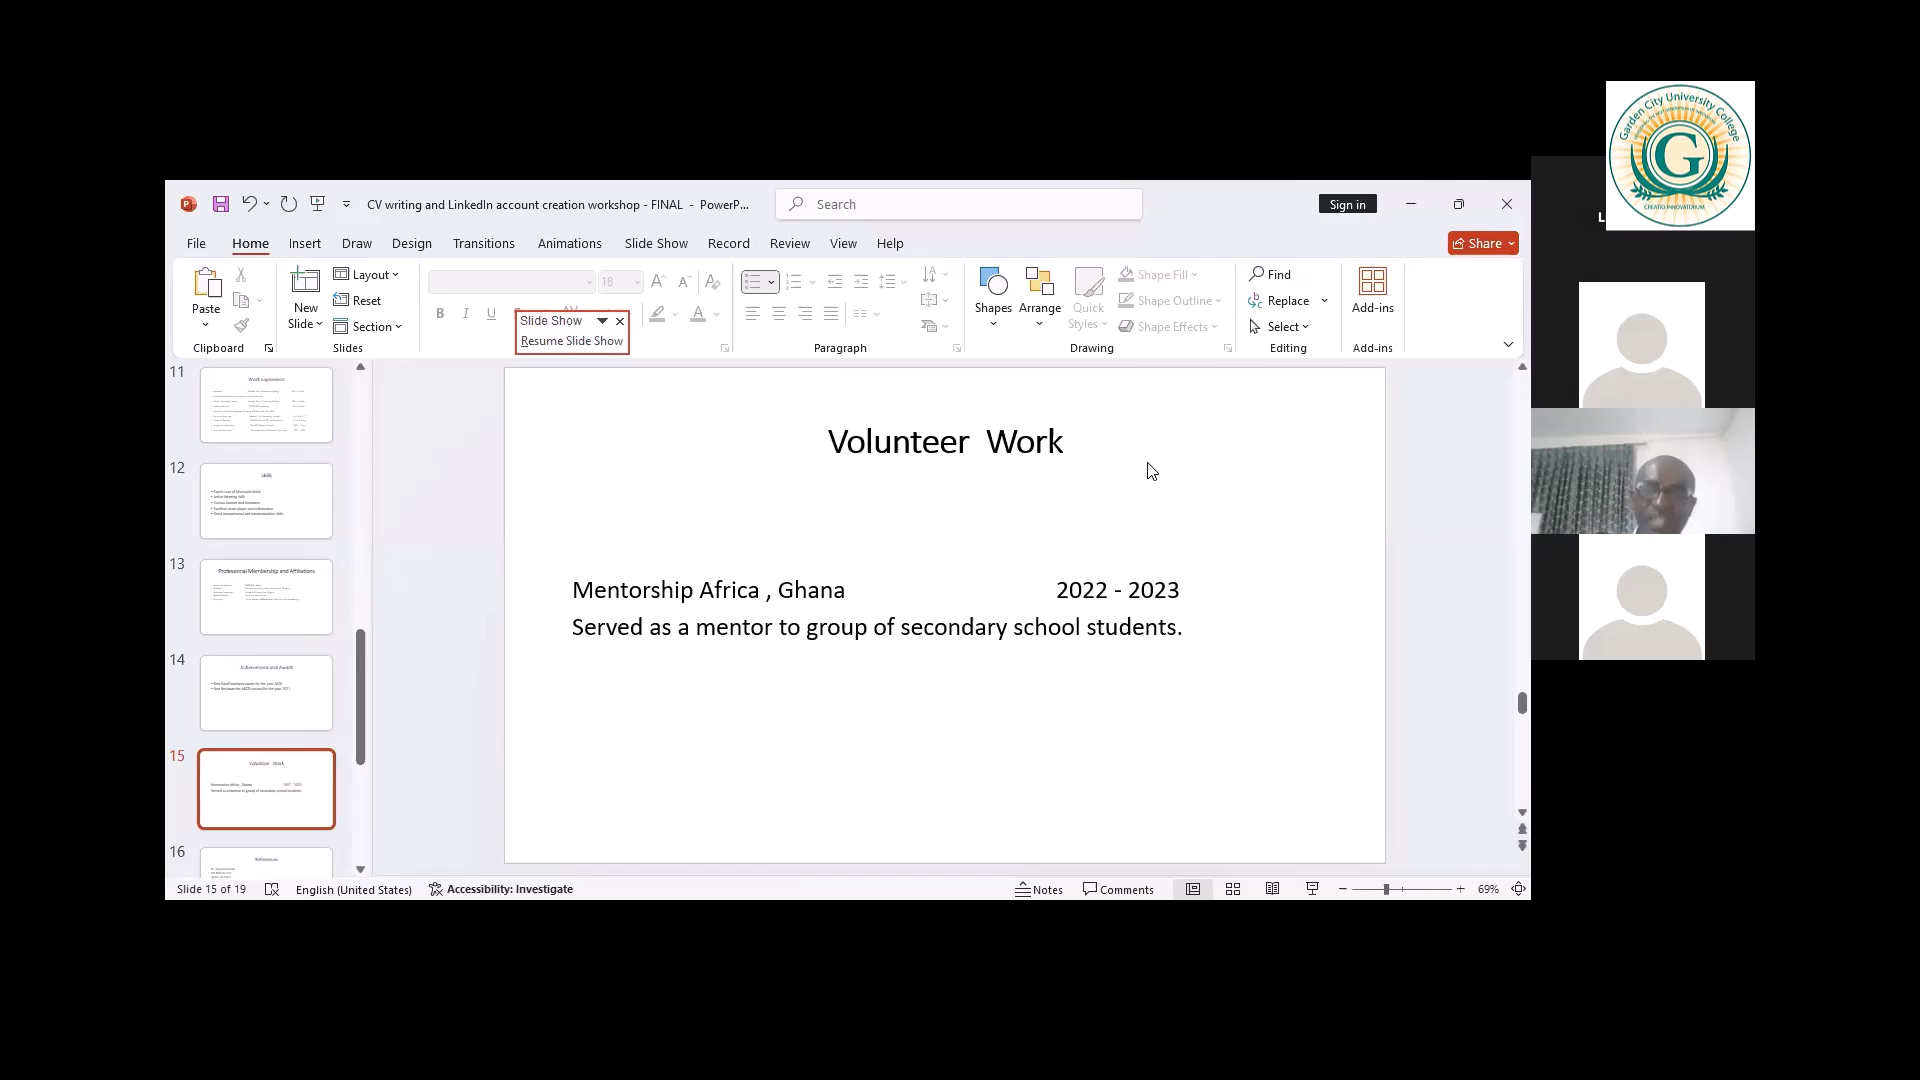 Garden City University College
G
CREATIO INNOVATORIUM
L
CV writing and LinkedIn account creation workshop - FINAL - PowerP...
Search
Sign in
File Home Insert Draw Design Transitions Animations Slide Show Record Review View Help
Share
Paste
New Slide
Layout
Reset
Section
18
B I U
Slide Show
Resume Slide Show
Shapes
Arrange
Quick Styles
Shape Fill
Shape Outline
Shape Effects
Find
Replace
Select
Add-ins
Clipboard Slides Paragraph Drawing Editing Add-ins
11
Work Experience
12
Skills
13
Professional Membership and Affiliations
14
Achievement and Award
15
Volunteer Work
16
References
Volunteer Work
Mentorship Africa , Ghana 2022 - 2023
Served as a mentor to group of secondary school students.
Slide 15 of 19 English (United States) Accessibility: Investigate Notes Comments 69%